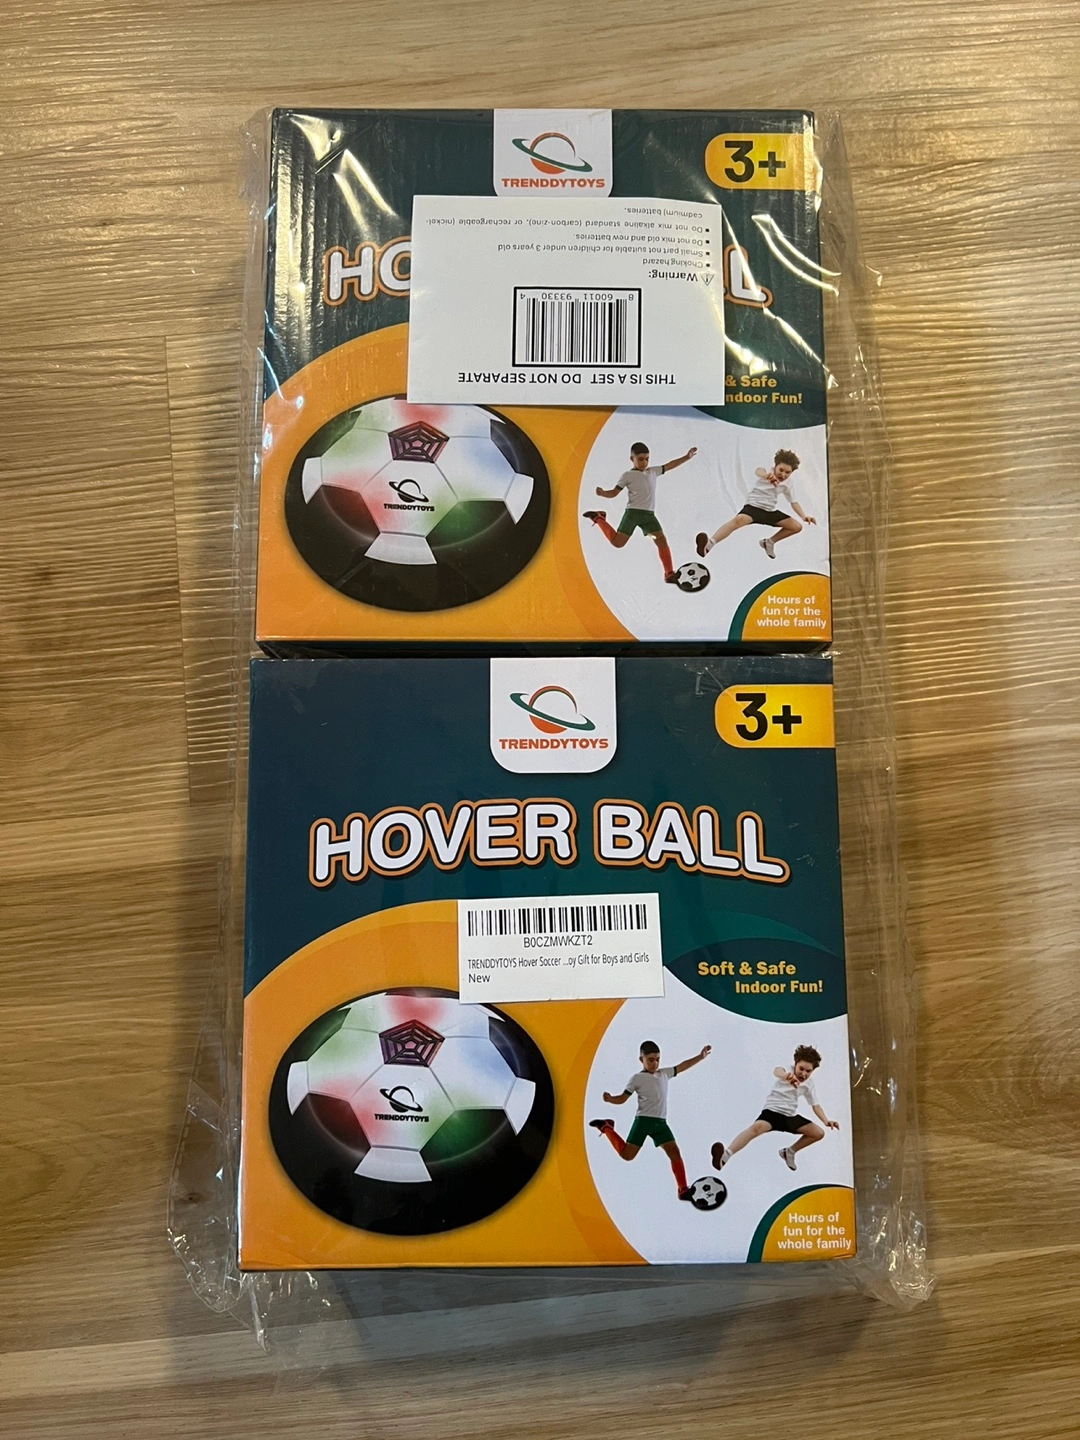 TRENDDYTOYS
3+
THIS IS A SET DO NOT SEPARATE
8 60011 93330 4
Warning:
▪ Choking hazard
▪ Small part not suitable for children under 3 years old
▪ Do not mix old and new batteries.
▪ Do not mix alkaline standard (carbon-zine), or rechargeable (nickel-
cadmium) batteries.
HO LL
& Safe
Indoor Fun!
TRENDDYTOYS
Hours of
fun for the
whole family
TRENDDYTOYS
3+
HOVER BALL
B0CZMWKZT2
TRENDDYTOYS Hover Soccer ...oy Gift for Boys and Girls
New
Soft & Safe
Indoor Fun!
TRENDDYTOYS
Hours of
fun for the
whole family